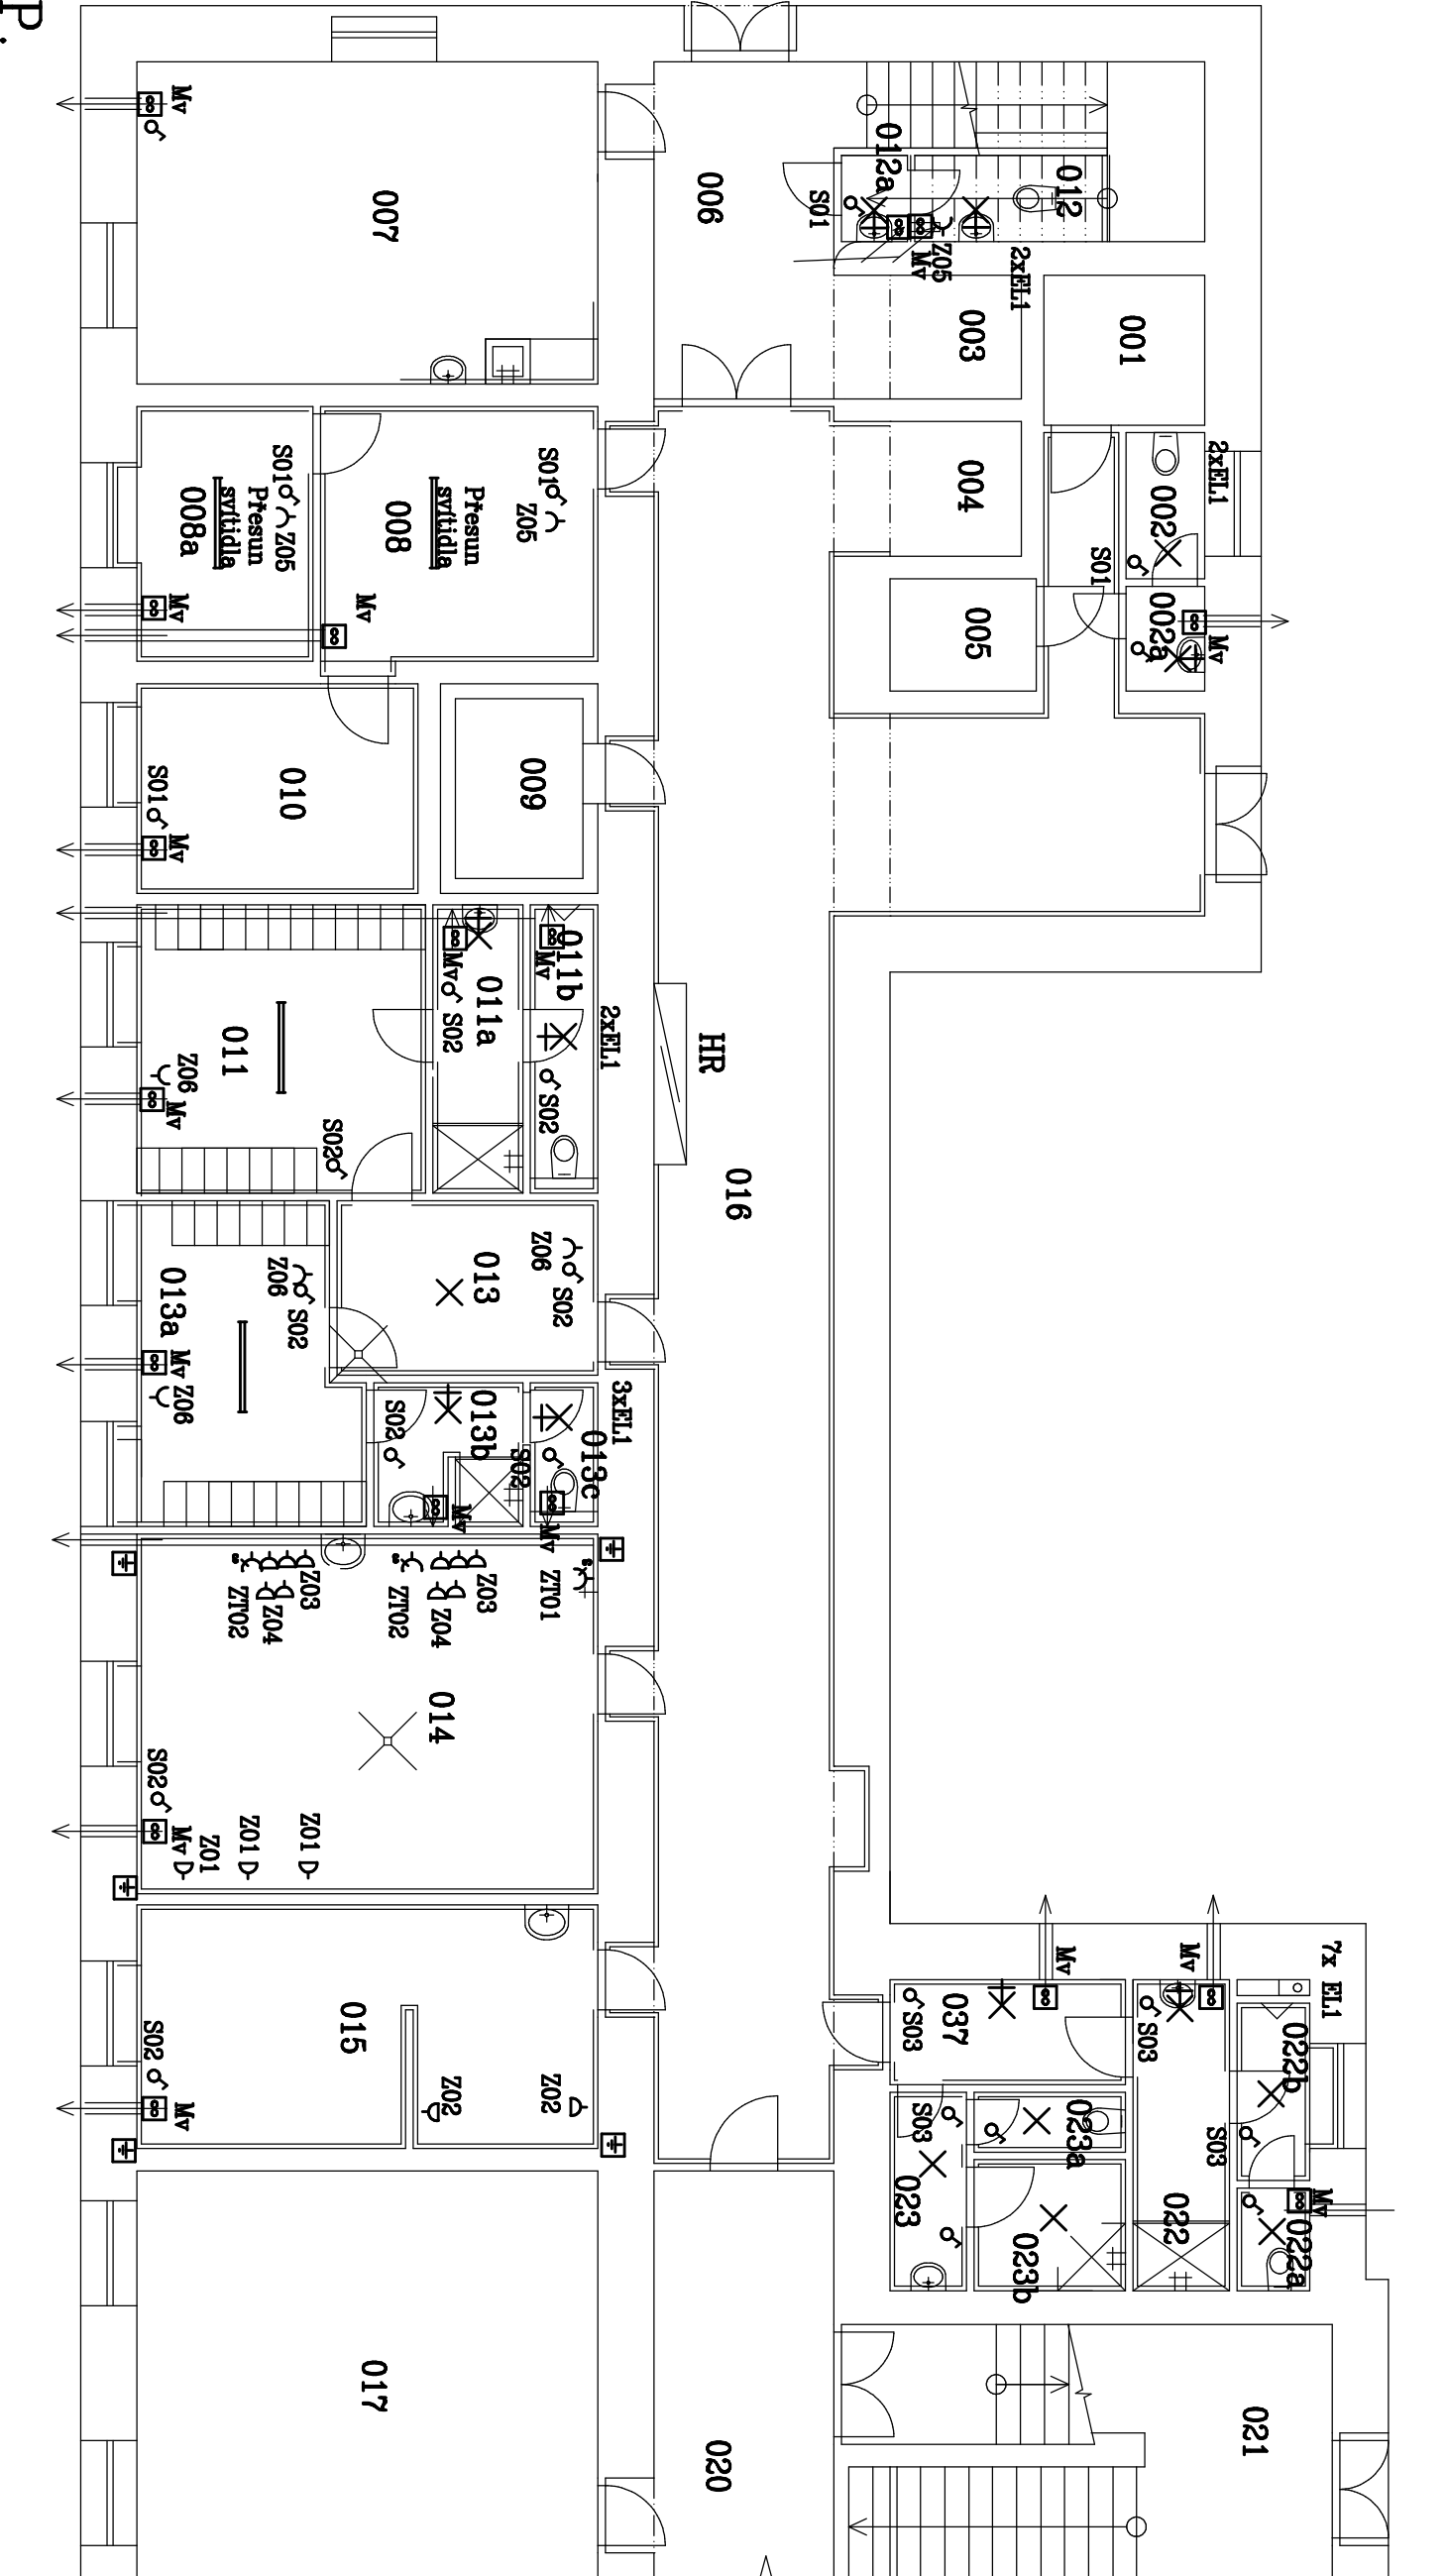 P.
7x EL1
022b
Mv
022a
021
2xEL1
Mv
Mv
S03
S03
022
001
002
S01
002a
Mv
037
S03
023a
S03
023
023b
012
2xEL1
012a
S01
Z05
Mv
003
004
005
006
HR
016
020
S01
Z05
009
011b
Mv
2xEL1
S02
Mv
011a
S02
Z06
013
S02
3xEL1
013c
S02
Mv
013b
S02
Mv
ZT01
Z03
Z04
ZT02
014
Z02
Z02
007
Přesun
svítidla
008
Mv
010
S02
Z06
S02
Z03
Z04
ZT02
Z01
Z01
Z01
015
017
Mv
S01
Z05
Přesun
svítidla
008a
Mv
S01
Mv
011
Z06
Mv
013a
Mv
Z06
S02
Mv
S02
Mv